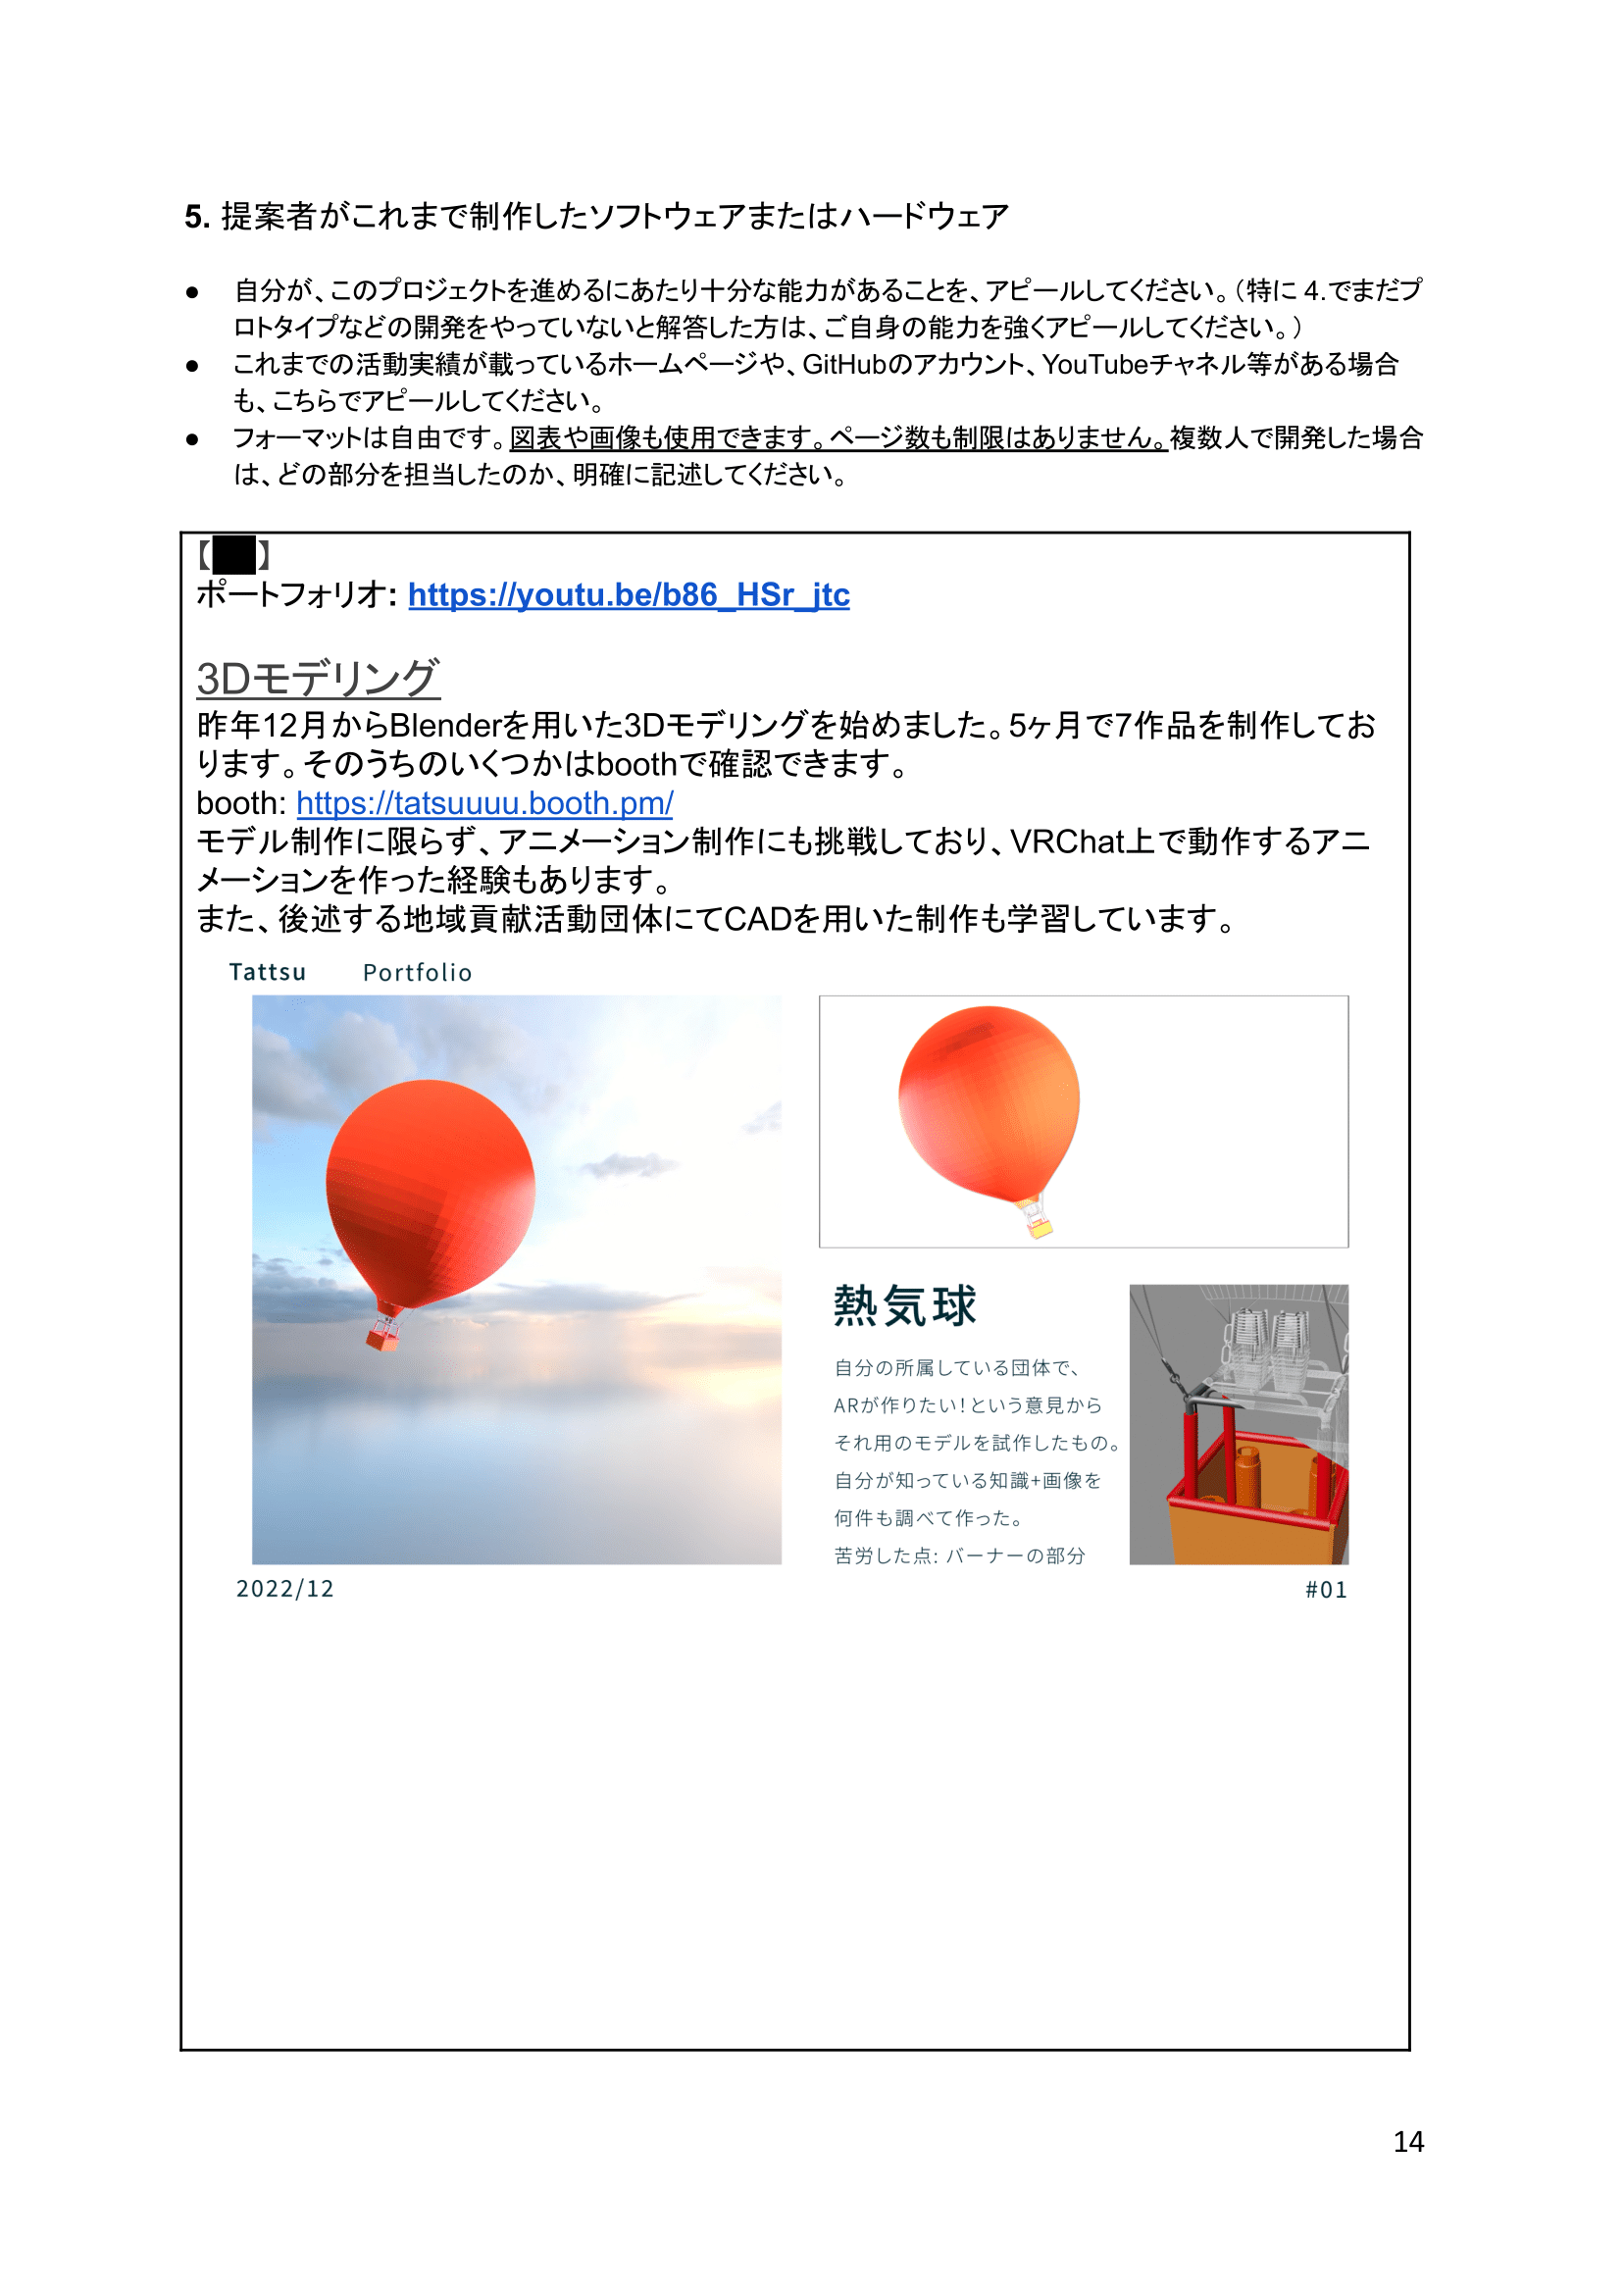 5. 提案者がこれまで制作したソフトウェアまたはハードウェア
● 自分が、このプロジェクトを進めるにあたり十分な能力があることを、アピールしてください。（特に 4.でまだプ
ロトタイプなどの開発をやっていないと解答した方は、ご自身の能力を強くアピールしてください。）
● これまでの活動実績が載っているホームページや、GitHubのアカウント、YouTubeチャネル等がある場合
も、こちらでアピールしてください。
● フォーマットは自由です。図表や画像も使用できます。ページ数も制限はありません。複数人で開発した場合
は、どの部分を担当したのか、明確に記述してください。
【 】
ポートフォリオ: https://youtu.be/b86_HSr_jtc
3Dモデリング
昨年12月からBlenderを用いた3Dモデリングを始めました。5ヶ月で7作品を制作してお
ります。そのうちのいくつかはboothで確認できます。
booth: https://tatsuuuu.booth.pm/
モデル制作に限らず、アニメーション制作にも挑戦しており、VRChat上で動作するアニ
メーションを作った経験もあります。
また、後述する地域貢献活動団体にてCADを用いた制作も学習しています。
Tattsu Portfolio
熱気球
自分の所属している団体で、
ARが作りたい!という意見から
それ用のモデルを試作したもの。
自分が知っている知識+画像を
何件も調べて作った。
苦労した点: バーナーの部分
2022/12
#01
14